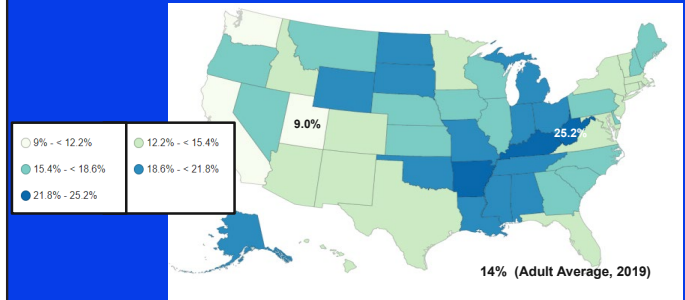 9.0%
25.2%
9% - < 12.2%
12.2% - < 15.4%
15.4% - < 18.6%
18.6% - < 21.8%
21.8% - 25.2%
14% (Adult Average, 2019)